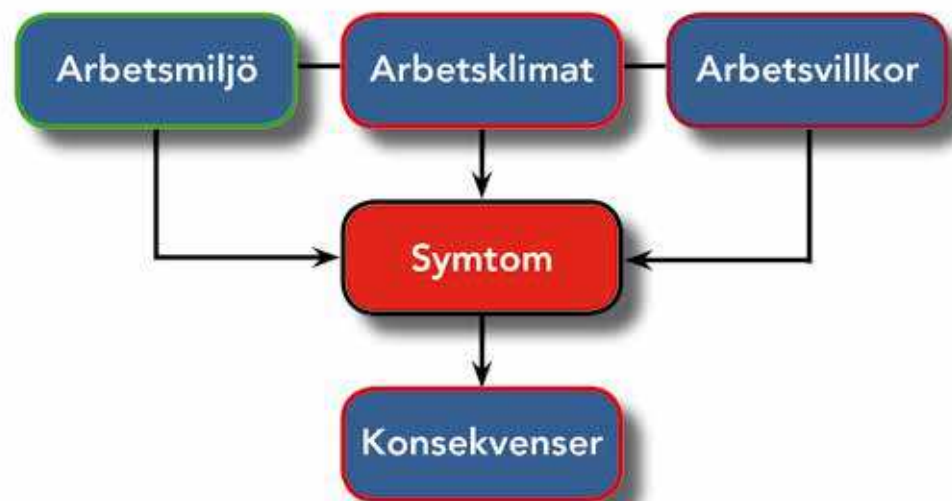 Arbetsmiljö
Arbetsklimat
Arbetsvillkor
Symtom
Konsekvenser